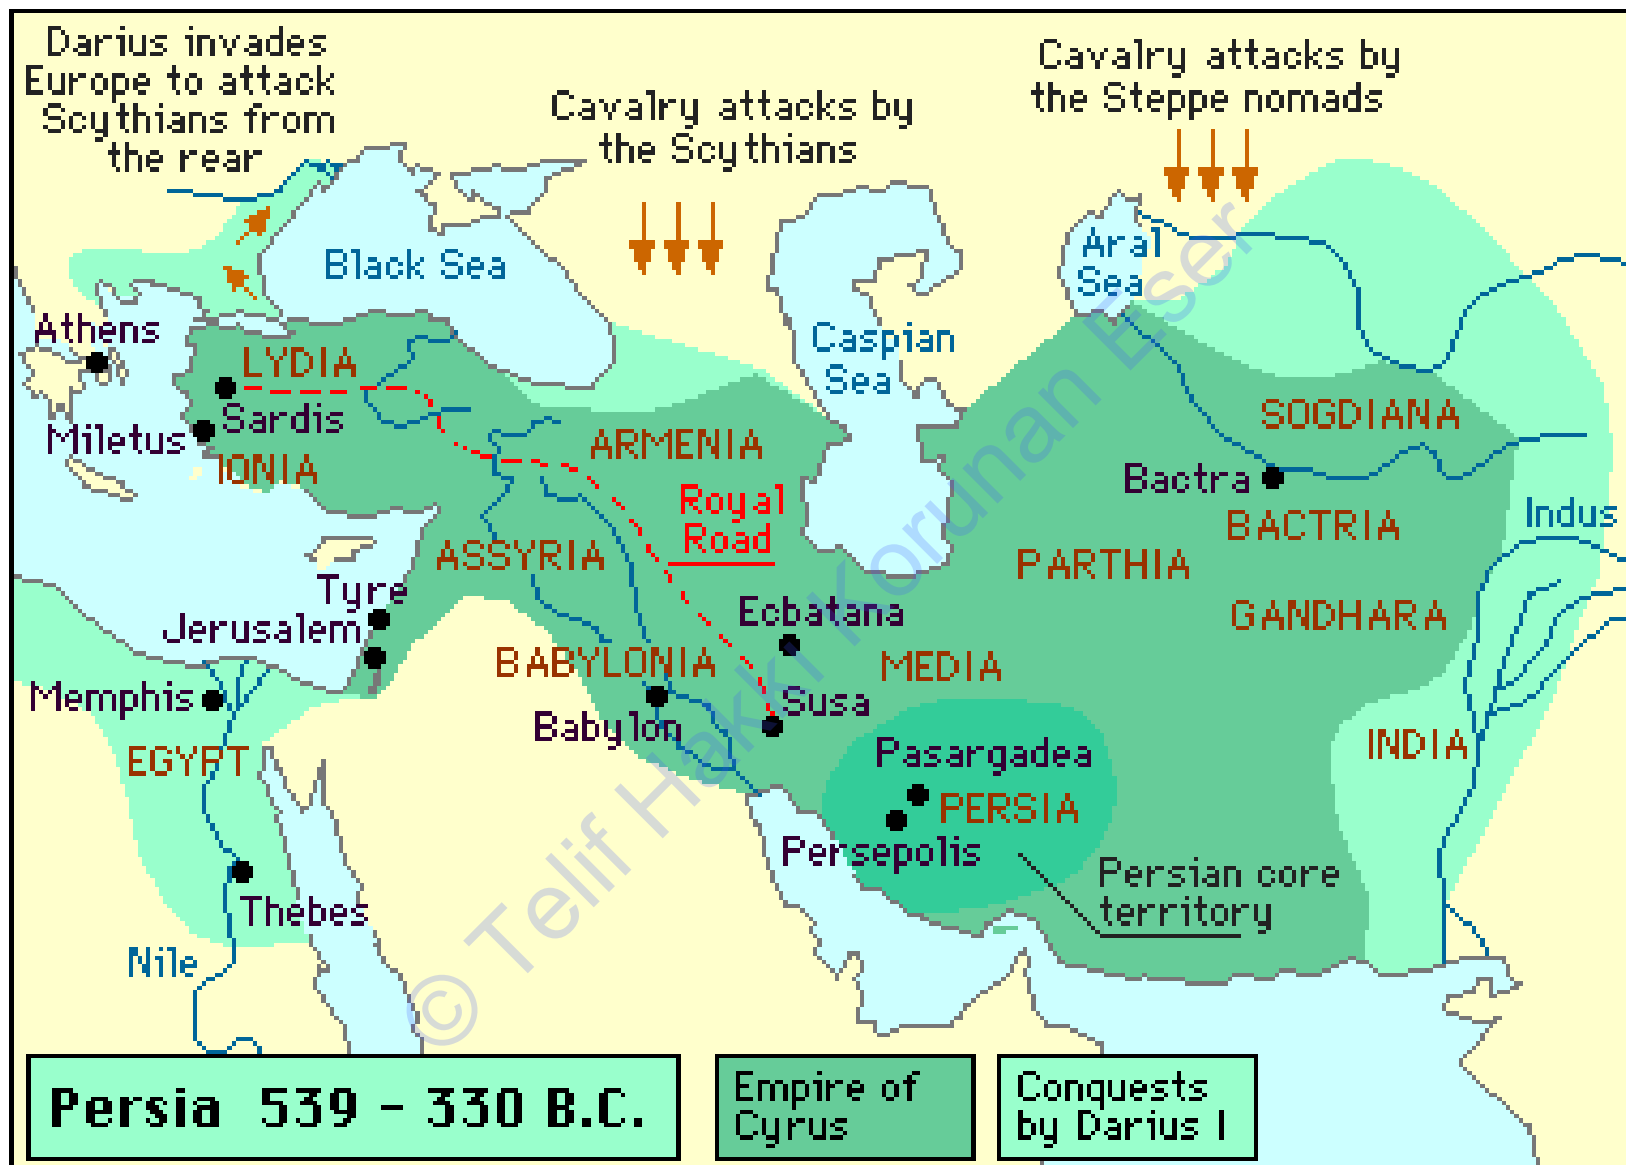 Darius invades
Europe to attack
Scythians from
the rear
Cavalry attacks by
the Scythians
Cavalry attacks by
the Steppe nomads
Black Sea
Aral
Sea
Caspian
Sea
Athens
LYDIA
Sardis
Miletus
IONIA
ARMENIA
SOGDIANA
Bactra
Royal
Road
BACTRIA
Indus
ASSYRIA
PARTHIA
Tyre
Jerusalem
Ecbatana
GANDHARA
BABYLONIA
MEDIA
Memphis
Susa
Babylon
EGYPT
Pasargadea
INDIA
PERSIA
Persepolis
Persian core
territory
Thebes
Nile
Persia 539 - 330 B.C.
Empire of
Cyrus
Conquests
by Darius I
© Telif Hakkı Korunan Eser